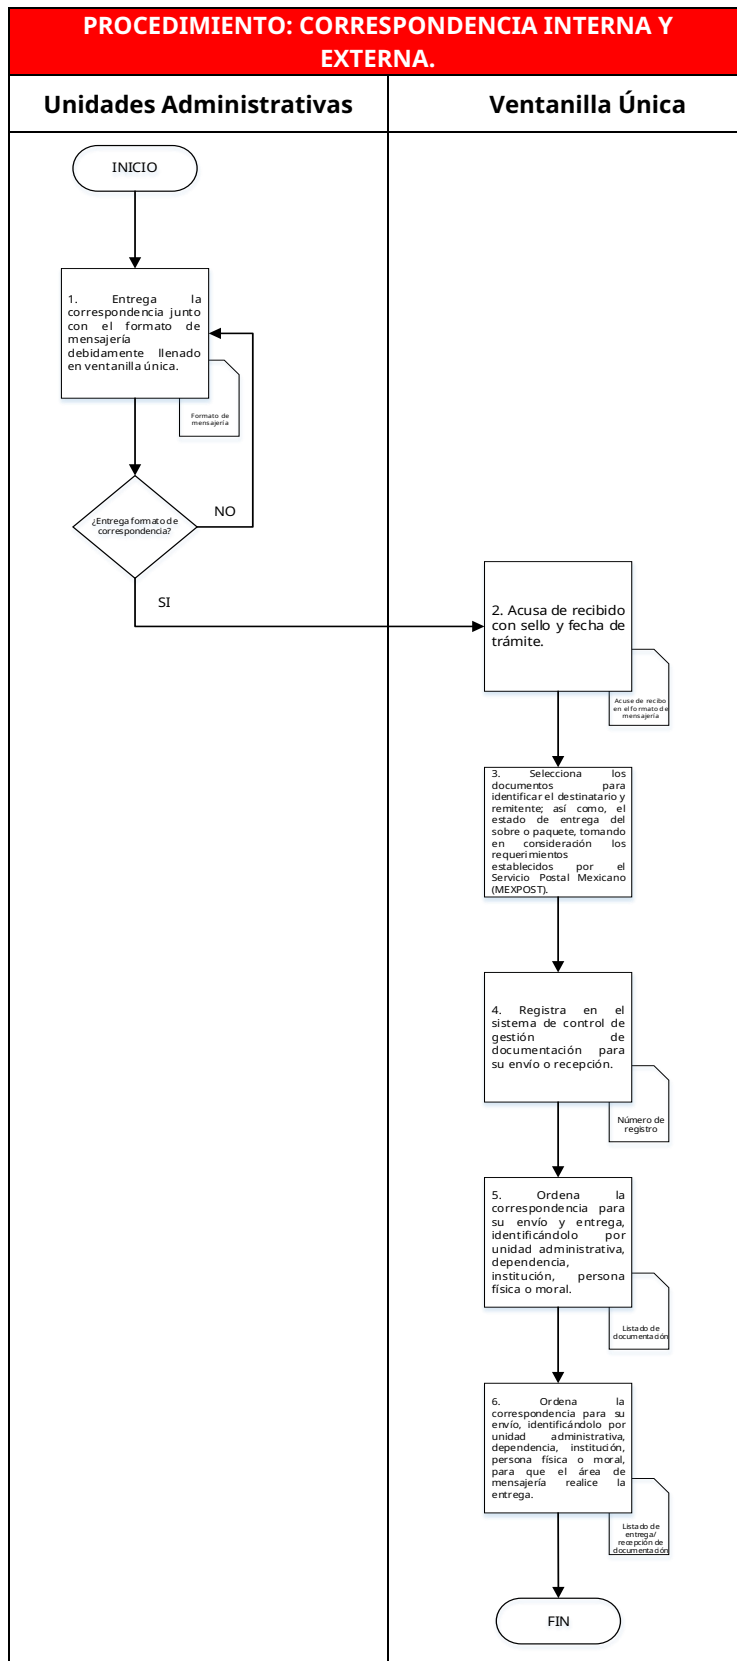 PROCEDIMIENTO: CORRESPONDENCIA INTERNA Y
EXTERNA.
Unidades Administrativas
Ventanilla Única
INICIO
1. Entrega la
correspondencia junto
con el formato de
mensajería
debidamente llenado
en ventanilla única.
Formato de
mensajería
¿Entrega formato de
correspondencia?
NO
SI
2. Acusa de recibido
con sello y fecha de
trámite.
Acuse de recibo
en el formato de
mensajería
3. Selecciona los
documentos para
identificar el destinatario y
remitente; así como, el
estado de entrega del
sobre o paquete, tomando
en consideración los
requerimientos
establecidos por el
Servicio Postal Mexicano
(MEXPOST).
4. Registra en el
sistema de control de
gestión de
documentación para
su envío o recepción.
Número de
registro
5. Ordena la
correspondencia para
su envío y entrega,
identificándolo por
unidad administrativa,
dependencia,
institución, persona
física o moral.
Listado de
documentación
6. Ordena la
correspondencia para su
envío, identificándolo por
unidad administrativa,
dependencia, institución,
persona física o moral,
para que el área de
mensajería realice la
entrega.
Listado de
entrega/
recepción de
documentación
FIN